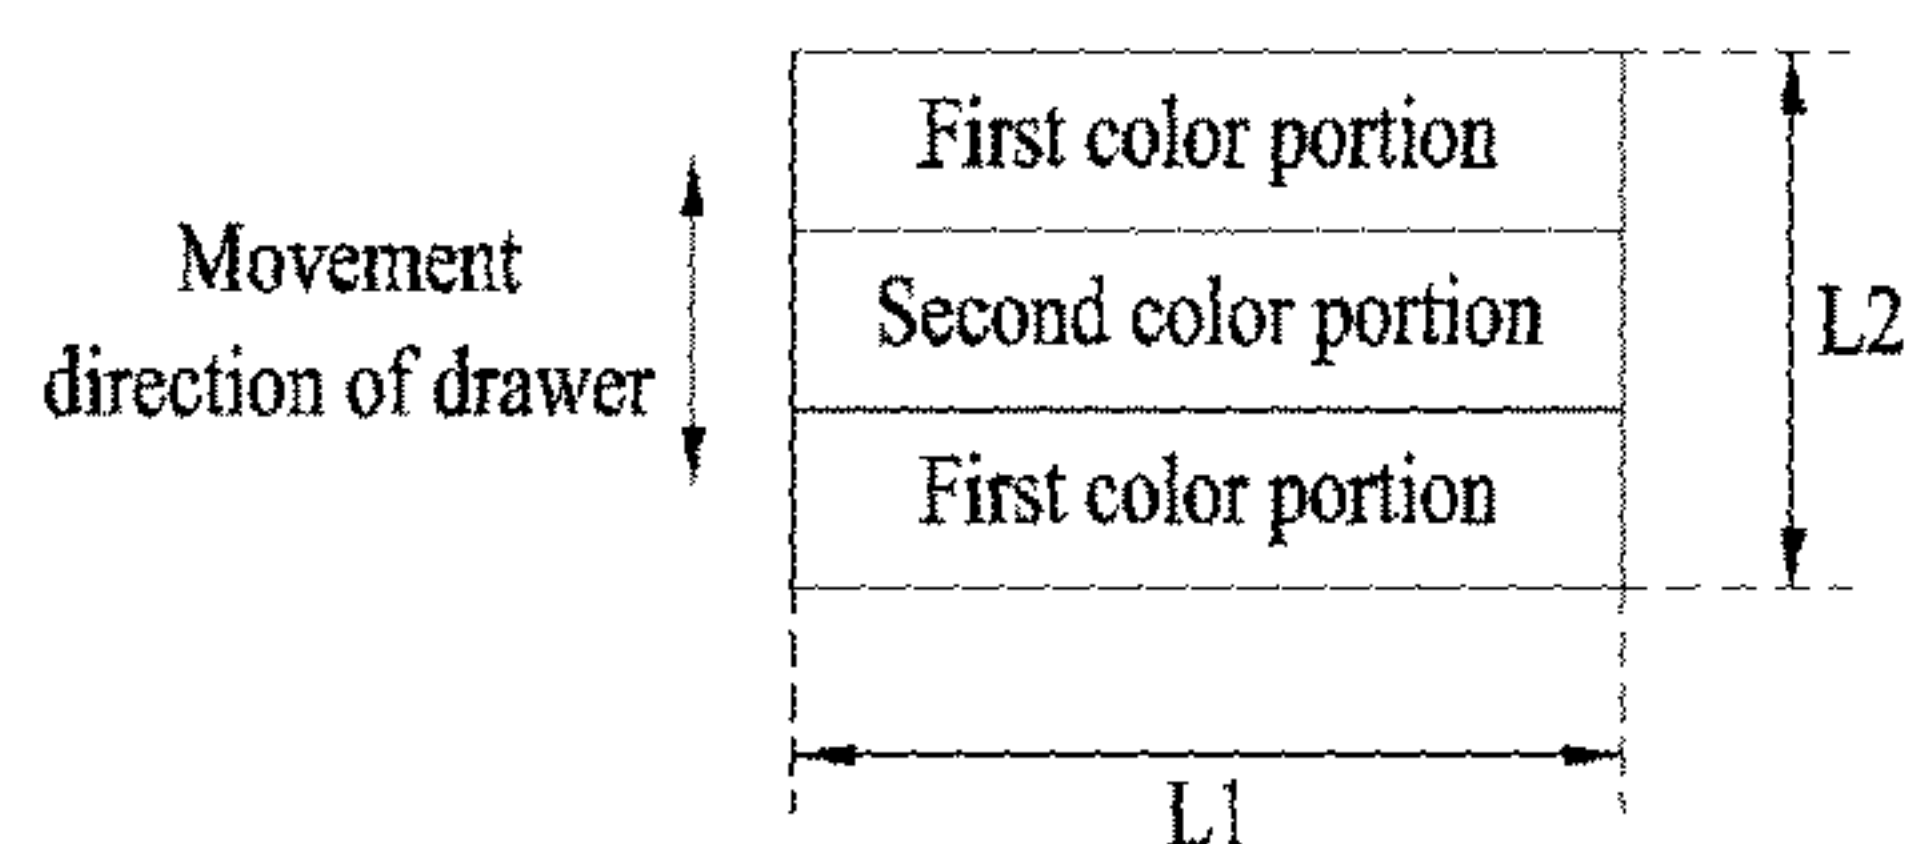 First color portion
Movement
direction of drawer
Second color portion
First color portion
L2
L1